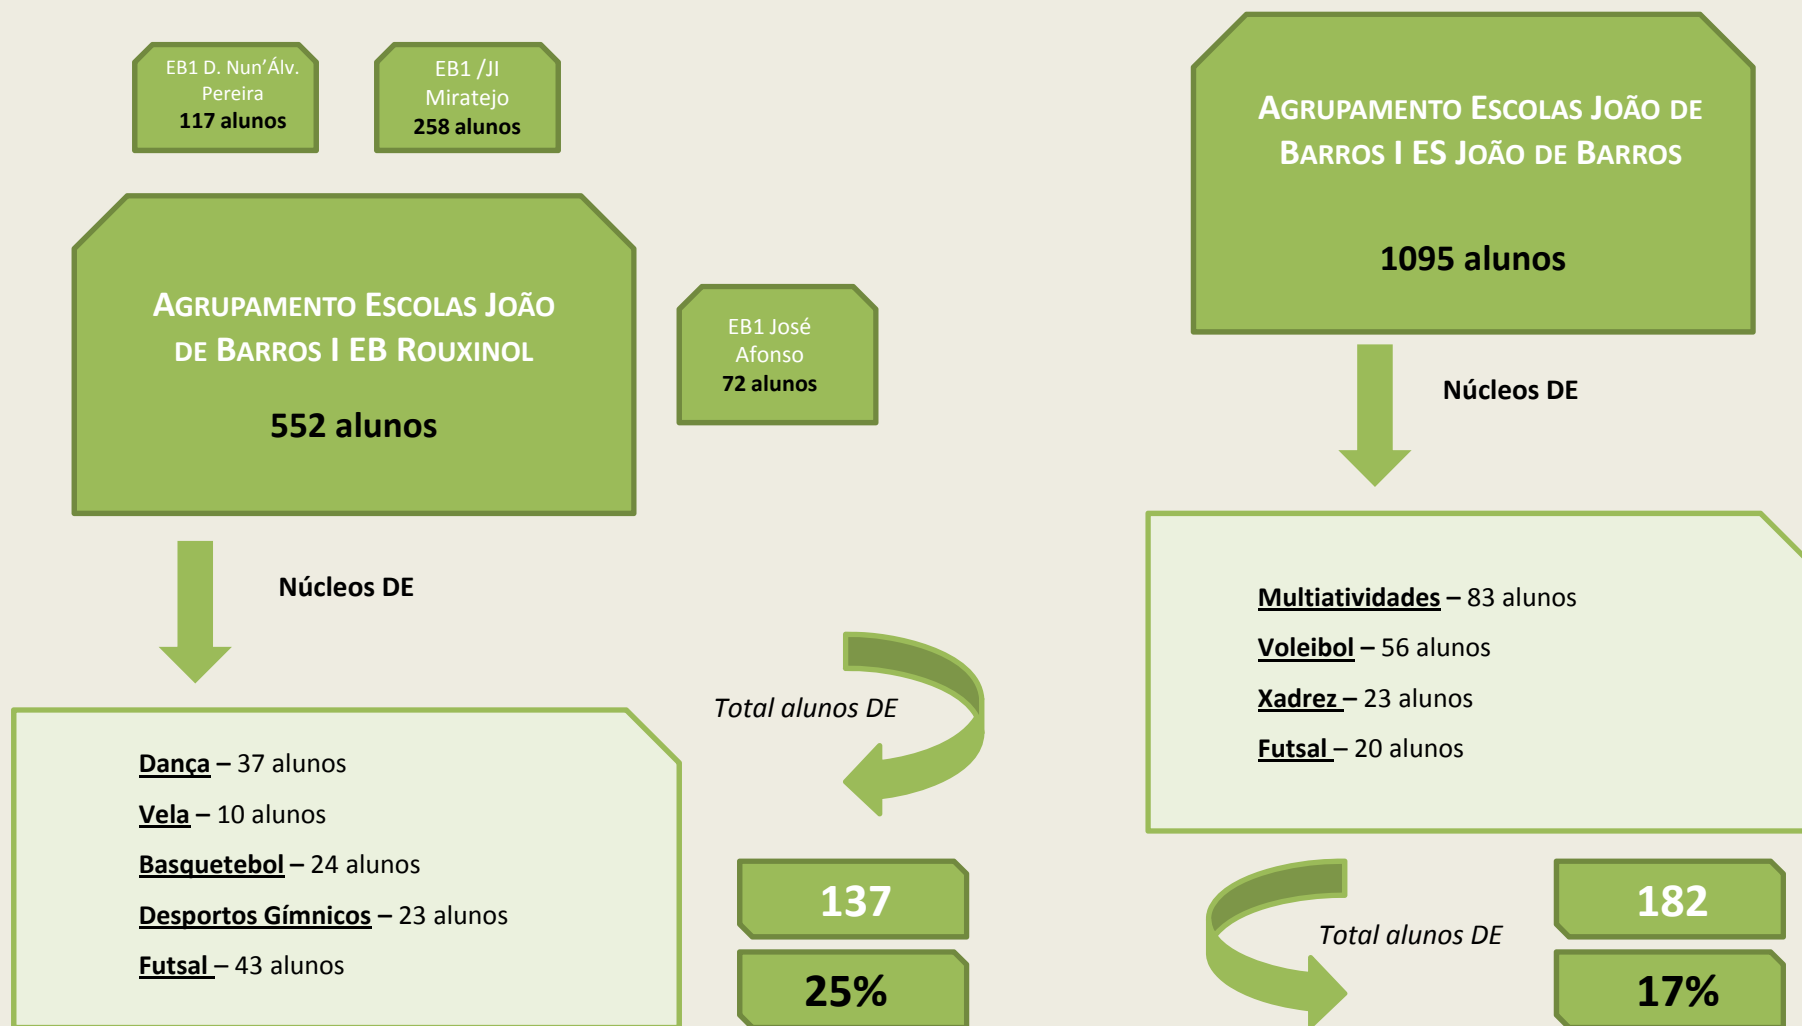 EB1 D. Nun'Álv.
Pereira
117 alunos
EB1 /JI
Miratejo
258 alunos
AGRUPAMENTO ESCOLAS JOÃO
DE BARROS I EB ROUXINOL
552 alunos
EB1 José
Afonso
72 alunos
Núcleos DE
Dança – 37 alunos
Vela – 10 alunos
Basquetebol – 24 alunos
Desportos Gímnicos – 23 alunos
Futsal – 43 alunos
Total alunos DE
137
25%
AGRUPAMENTO ESCOLAS JOÃO DE
BARROS I ES JOÃO DE BARROS
1095 alunos
Núcleos DE
Multiatividades – 83 alunos
Voleibol – 56 alunos
Xadrez – 23 alunos
Futsal – 20 alunos
Total alunos DE
182
17%